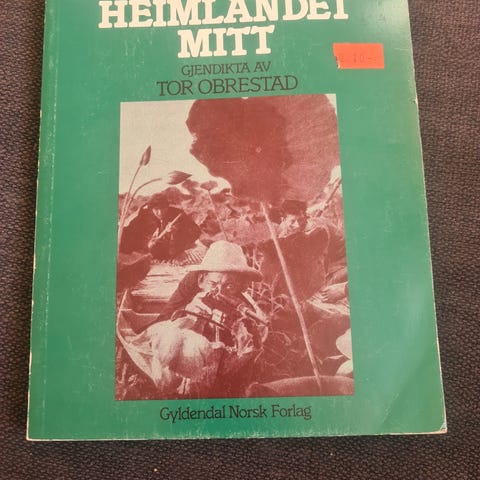 HEIMLANDET
MITT
GJENDIKTA AV
TOR OBRESTAD
Gyldendal Norsk Forlag